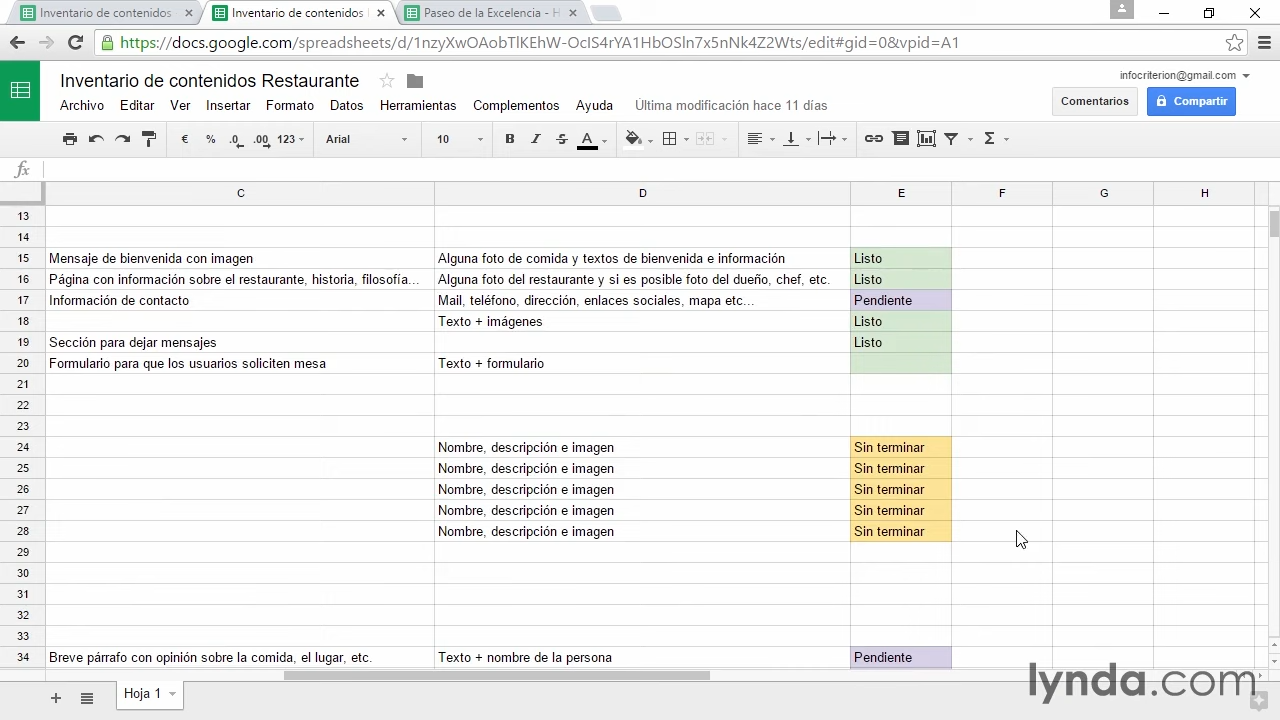 Inventario de contenidos
Inventario de contenidos
Paseo de la Excelencia - H
https://docs.google.com/spreadsheets/d/1nzyXwOAobTlKEhW-OcIS4rYA1HbOSln7x5nNk4Z2Wts/edit#gid=0&vpid=A1
Inventario de contenidos Restaurante
infocriterion@gmail.com
Archivo Editar Ver Insertar Formato Datos Herramientas Complementos Ayuda Última modificación hace 11 días
Comentarios Compartir
€ % .0 .00 123 Arial 10 B I S A Σ
fx
C D E F G H
13
14
15 Mensaje de bienvenida con imagen Alguna foto de comida y textos de bienvenida e información Listo
16 Página con información sobre el restaurante, historia, filosofía... Alguna foto del restaurante y si es posible foto del dueño, chef, etc. Listo
17 Información de contacto Mail, teléfono, dirección, enlaces sociales, mapa etc... Pendiente
18 Texto + imágenes Listo
19 Sección para dejar mensajes Listo
20 Formulario para que los usuarios soliciten mesa Texto + formulario
21
22
23
24 Nombre, descripción e imagen Sin terminar
25 Nombre, descripción e imagen Sin terminar
26 Nombre, descripción e imagen Sin terminar
27 Nombre, descripción e imagen Sin terminar
28 Nombre, descripción e imagen Sin terminar
29
30
31
32
33
34 Breve párrafo con opinión sobre la comida, el lugar, etc. Texto + nombre de la persona Pendiente
Hoja 1
lynda.com